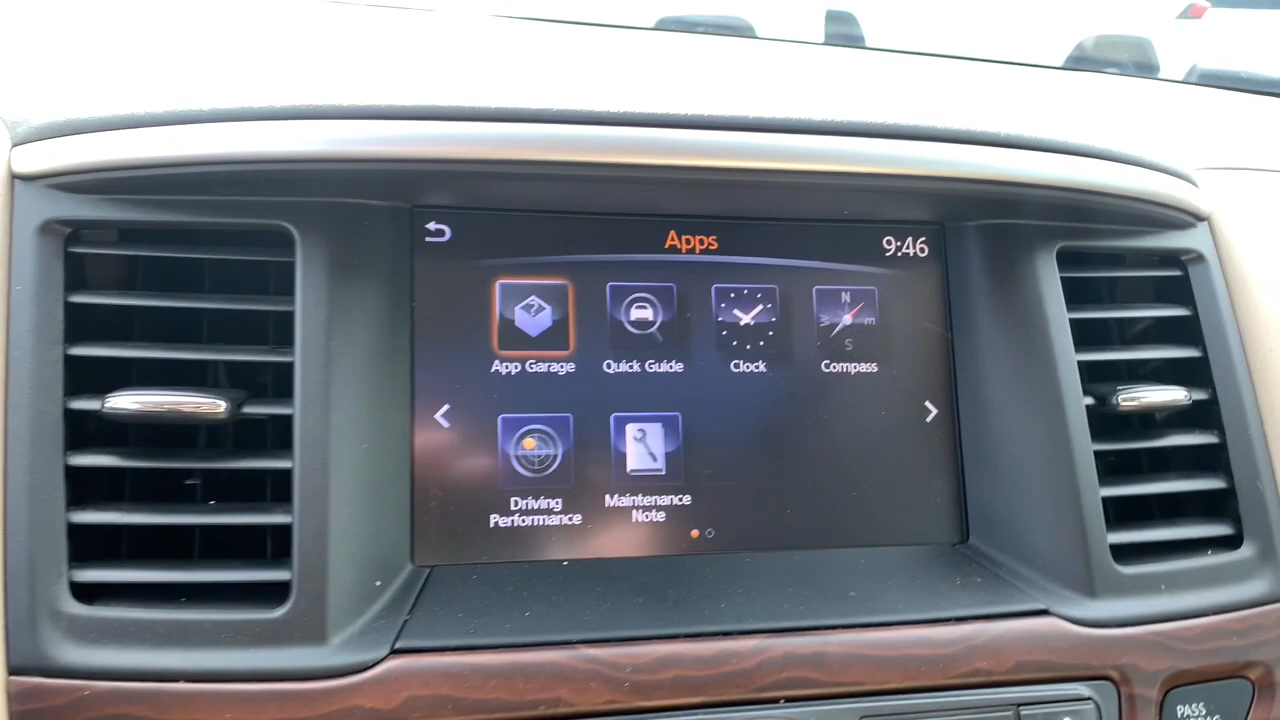 Apps
9:46
App Garage
Quick Guide
Clock
N
E
S
Compass
Driving
Performance
Maintenance
Note
PASS